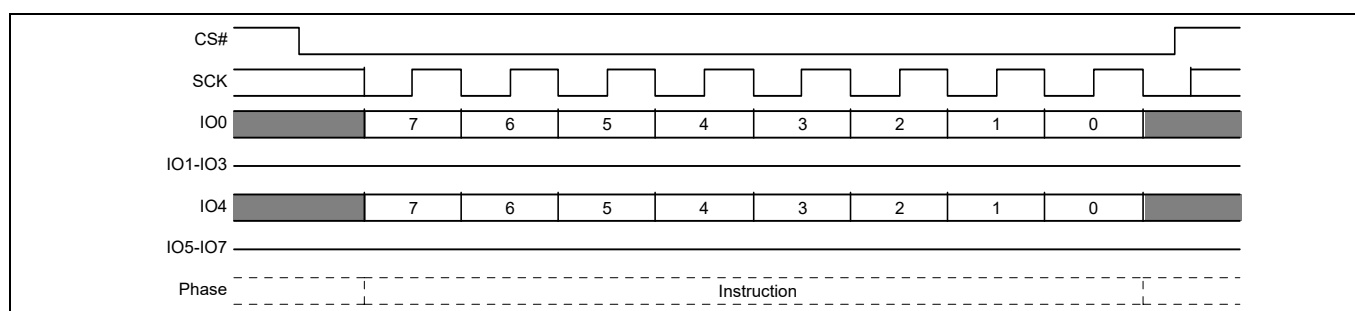 CS#
SCK
IO0 7 6 5 4 3 2 1 0
IO1-IO3
IO4 7 6 5 4 3 2 1 0
IO5-IO7
Phase Instruction